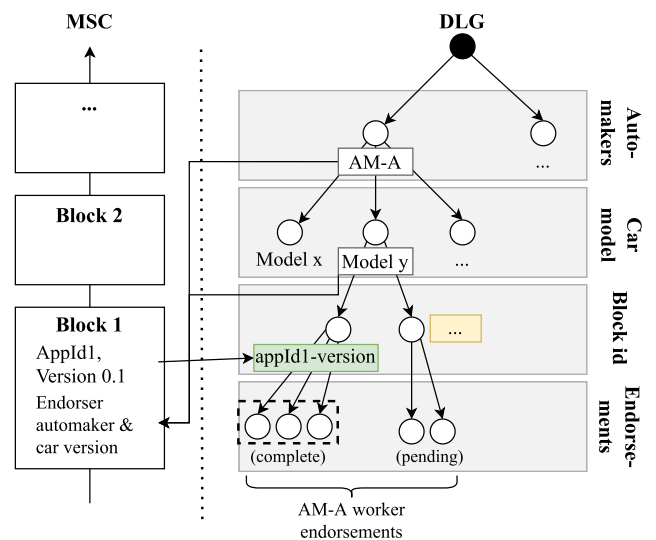 MSC
DLG
...
Block 2
Block 1
AppId1,
Version 0.1
Endorser
automaker &
car version
AM-A
...
Auto-
makers
Model x
Model y
...
Car
model
appId1-version
...
Block id
(complete)
(pending)
Endorse-
ments
AM-A worker
endorsements